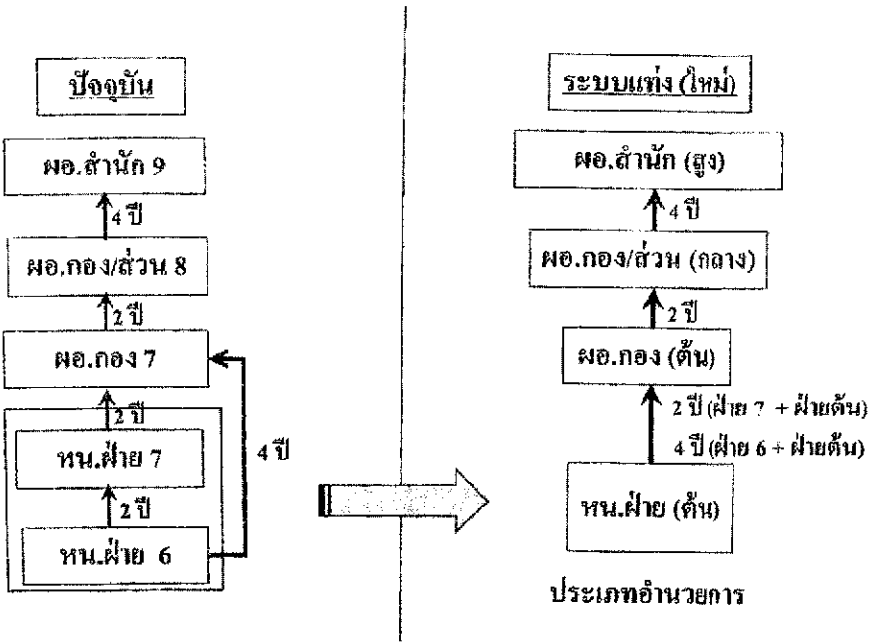 ปัจจุบัน
ผอ.สำนัก 9
4 ปี
ผอ.กอง/ส่วน 8
2 ปี
ผอ.กอง 7
2 ปี
หน.ฝ่าย 7
4 ปี
2 ปี
หน.ฝ่าย 6
ระบบแท่ง (ใหม่)
ผอ.สำนัก (สูง)
4 ปี
ผอ.กอง/ส่วน (กลาง)
2 ปี
ผอ.กอง (ต้น)
2 ปี (ฝ่าย 7 + ฝ่ายต้น)
4 ปี (ฝ่าย 6 + ฝ่ายต้น)
หน.ฝ่าย (ต้น)
ประเภทอำนวยการ